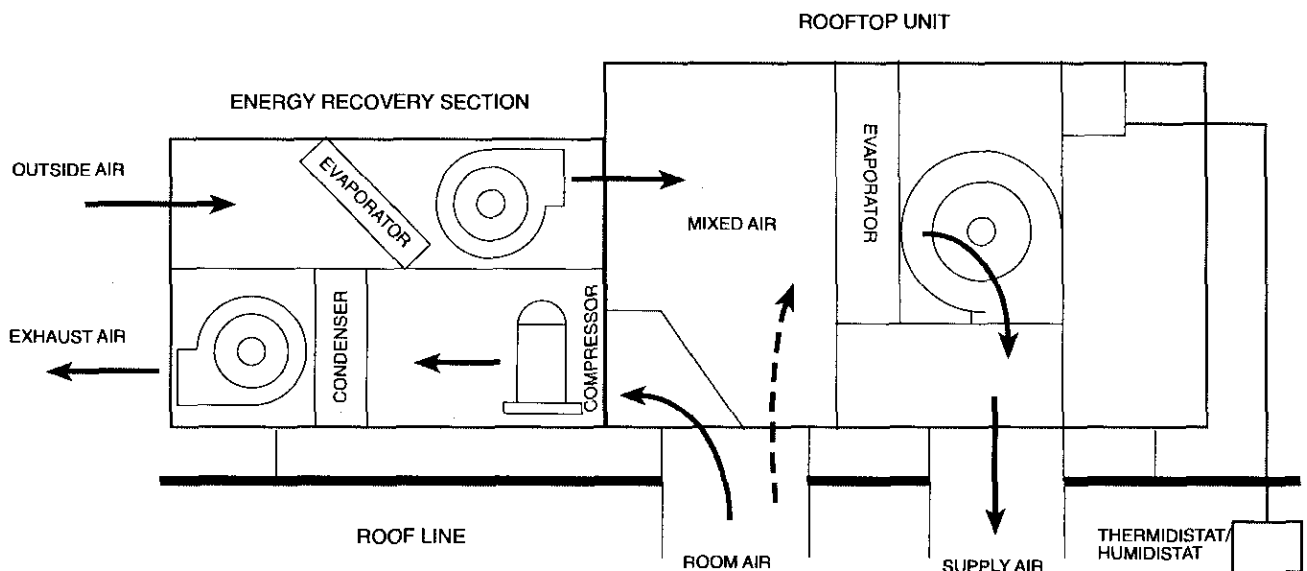 ROOFTOP UNIT
ENERGY RECOVERY SECTION
OUTSIDE AIR
EVAPORATOR
EVAPORATOR
MIXED AIR
EXHAUST AIR
CONDENSER
COMPRESSOR
ROOF LINE
ROOM AIR
SUPPLY AIR
THERMIDISTAT/
HUMIDISTAT